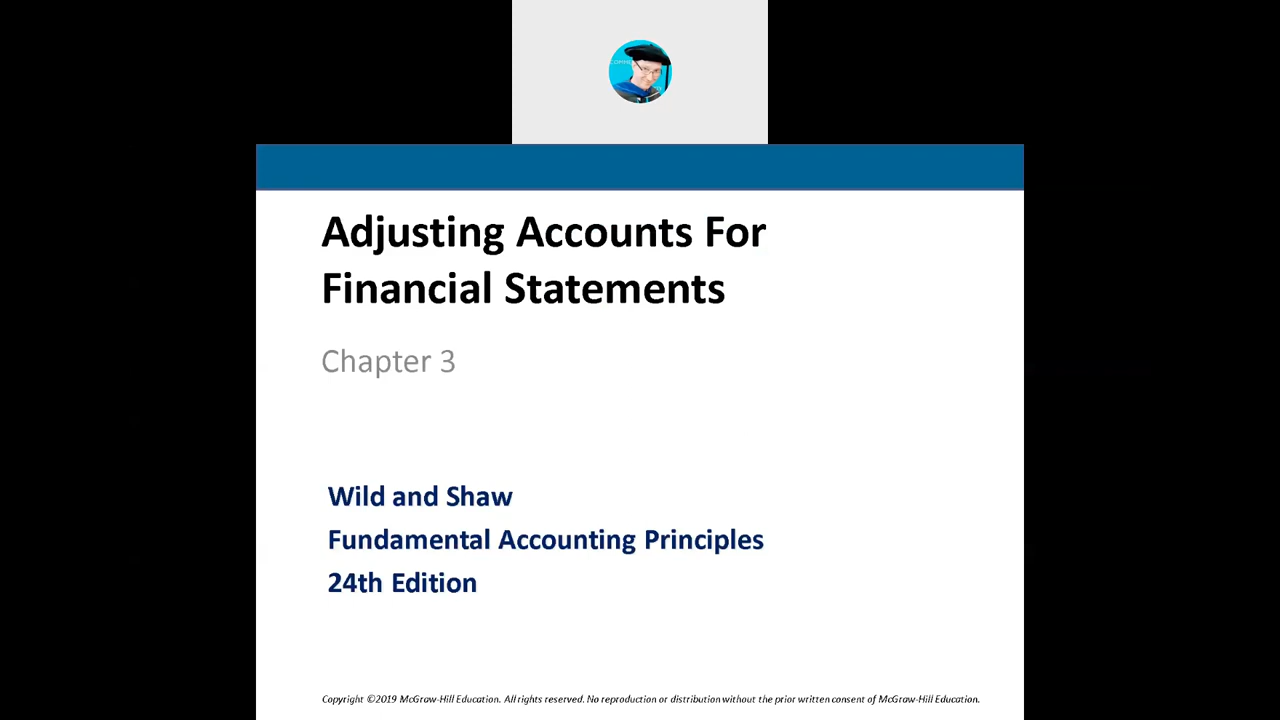 Adjusting Accounts For
Financial Statements
Chapter 3
Wild and Shaw
Fundamental Accounting Principles
24th Edition
Copyright ©2019 McGraw-Hill Education. All rights reserved. No reproduction or distribution without the prior written consent of McGraw-Hill Education.